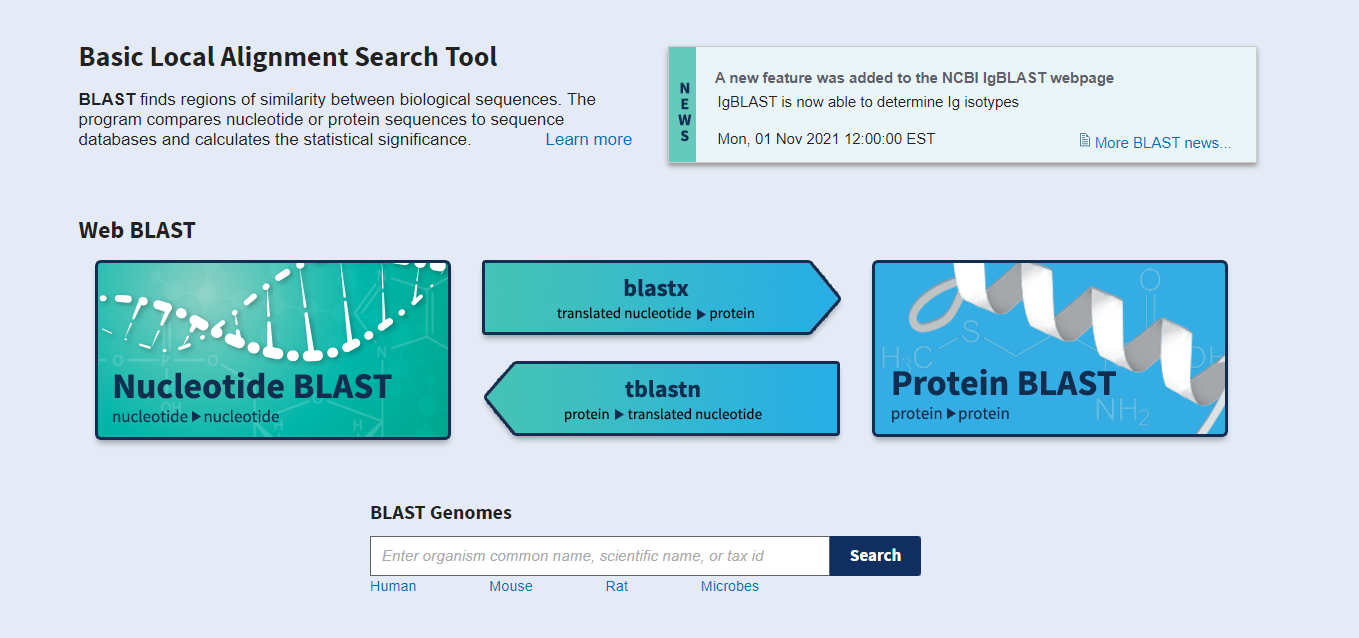 Basic Local Alignment Search Tool
BLAST finds regions of similarity between biological sequences. The
program compares nucleotide or protein sequences to sequence
databases and calculates the statistical significance. Learn more
NEWS
A new feature was added to the NCBI IgBLAST webpage
IgBLAST is now able to determine Ig isotypes
Mon, 01 Nov 2021 12:00:00 EST
More BLAST news...
Web BLAST
O P O
OH
N
O
N
H
H
Nucleotide BLAST
nucleotide ▶ nucleotide
blastx
translated nucleotide ▶ protein
tblastn
protein ▶ translated nucleotide
O
S
H₃C
OH
NH₂
Protein BLAST
protein ▶ protein
BLAST Genomes
Enter organism common name, scientific name, or tax id
Search
Human Mouse Rat Microbes